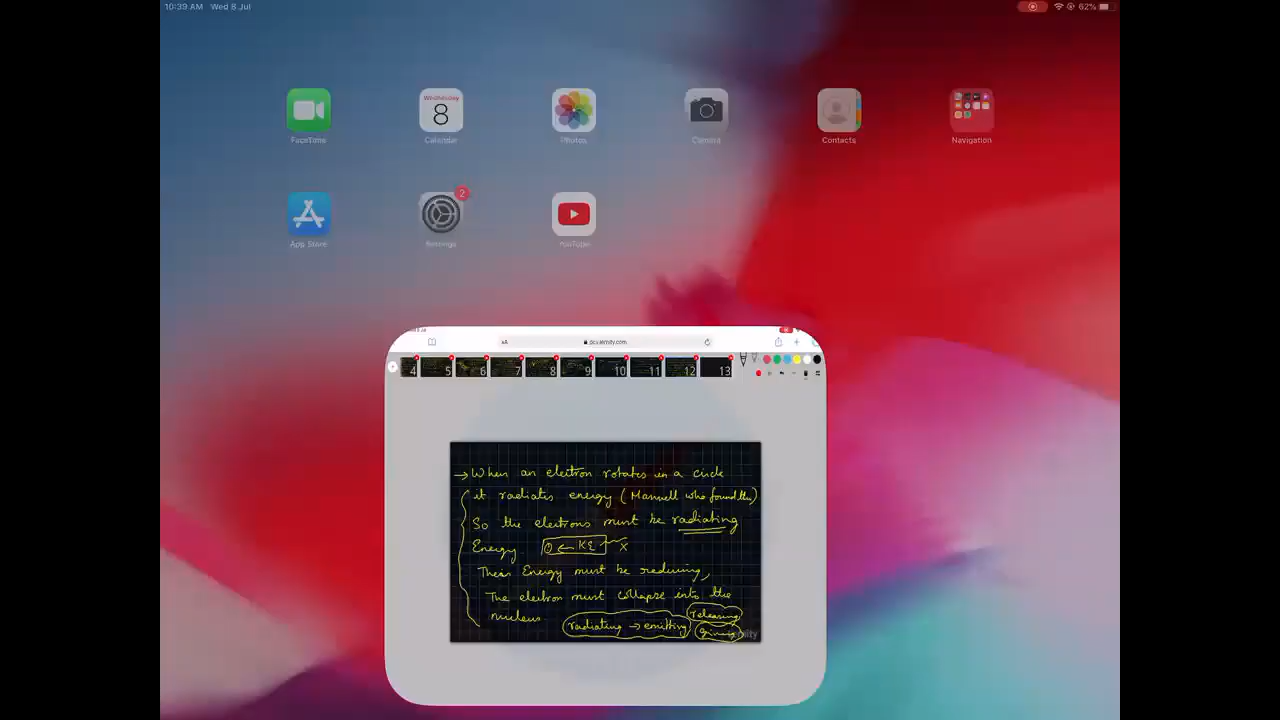 10:39 AM Wed 8 Jul
62%
FaceTime
Wednesday
8
Calendar
Photos
Camera
Contacts
Navigation
App Store
2
Settings
YouTube
AA
4 5 6 7 8 9 10 11 12 13
→ When an electron rotates in a circle
it radiates energy (Maxwell who found this)
So the electrons must be radiating
Energy. 0 ← KE x
Their Energy must be reducing,
The electron must collapse into the
nucleus. releasing
radiating → emitting
giving